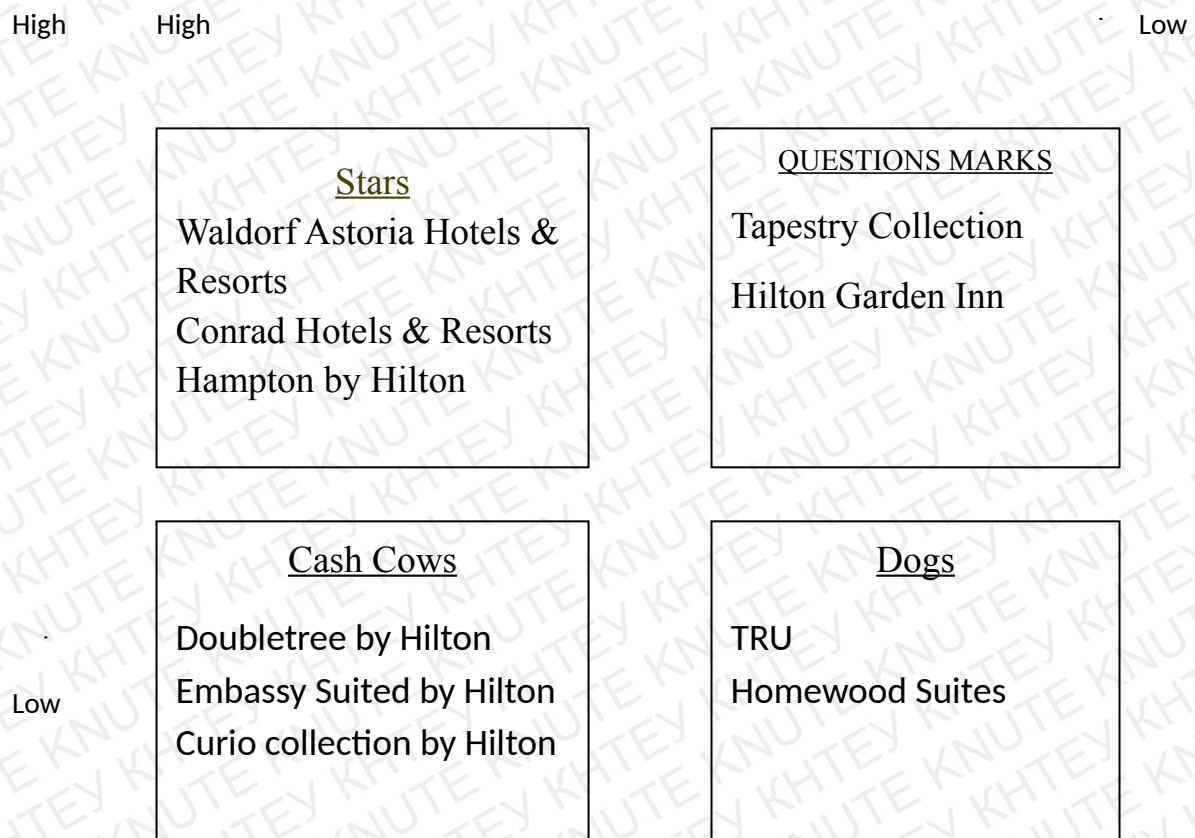 High High Low
Stars
Waldorf Astoria Hotels &
Resorts
Conrad Hotels & Resorts
Hampton by Hilton
QUESTIONS MARKS
Tapestry Collection
Hilton Garden Inn
Cash Cows
Doubletree by Hilton
Embassy Suited by Hilton
Curio collection by Hilton
Dogs
TRU
Homewood Suites
Low
KNUTE КНТЕУ